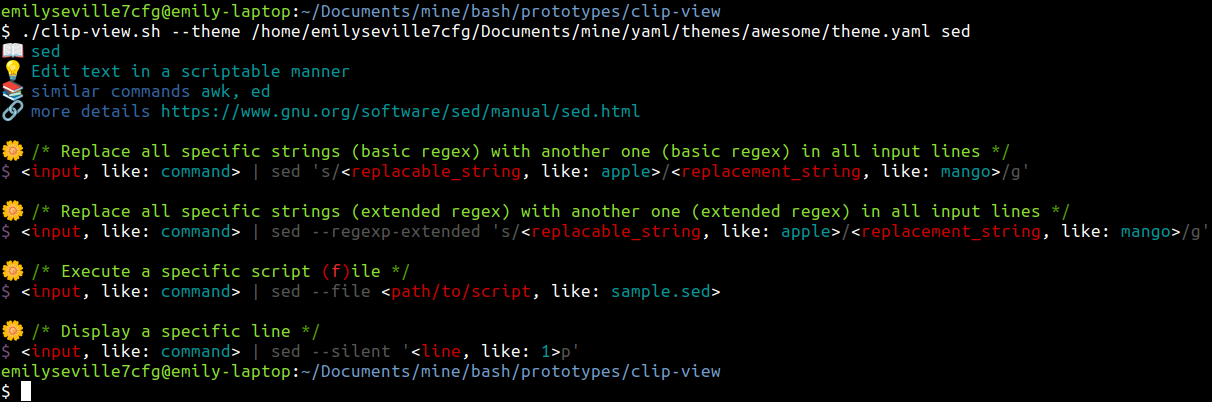 emilyseville7cfg@emily-laptop:~/Documents/mine/bash/prototypes/clip-view
$ ./clip-view.sh --theme /home/emilyseville7cfg/Documents/mine/yaml/themes/awesome/theme.yaml sed
📖 sed
💡 Edit text in a scriptable manner
📚 similar commands awk, ed
🔗 more details https://www.gnu.org/software/sed/manual/sed.html

🌼 /* Replace all specific strings (basic regex) with another one (basic regex) in all input lines */
$ <input, like: command> | sed 's/<replacable_string, like: apple>/<replacement_string, like: mango>/g'

🌼 /* Replace all specific strings (extended regex) with another one (extended regex) in all input lines */
$ <input, like: command> | sed --regexp-extended 's/<replacable_string, like: apple>/<replacement_string, like: mango>/g'

🌼 /* Execute a specific script (f)ile */
$ <input, like: command> | sed --file <path/to/script, like: sample.sed>

🌼 /* Display a specific line */
$ <input, like: command> | sed --silent '<line, like: 1>p'
emilyseville7cfg@emily-laptop:~/Documents/mine/bash/prototypes/clip-view
$